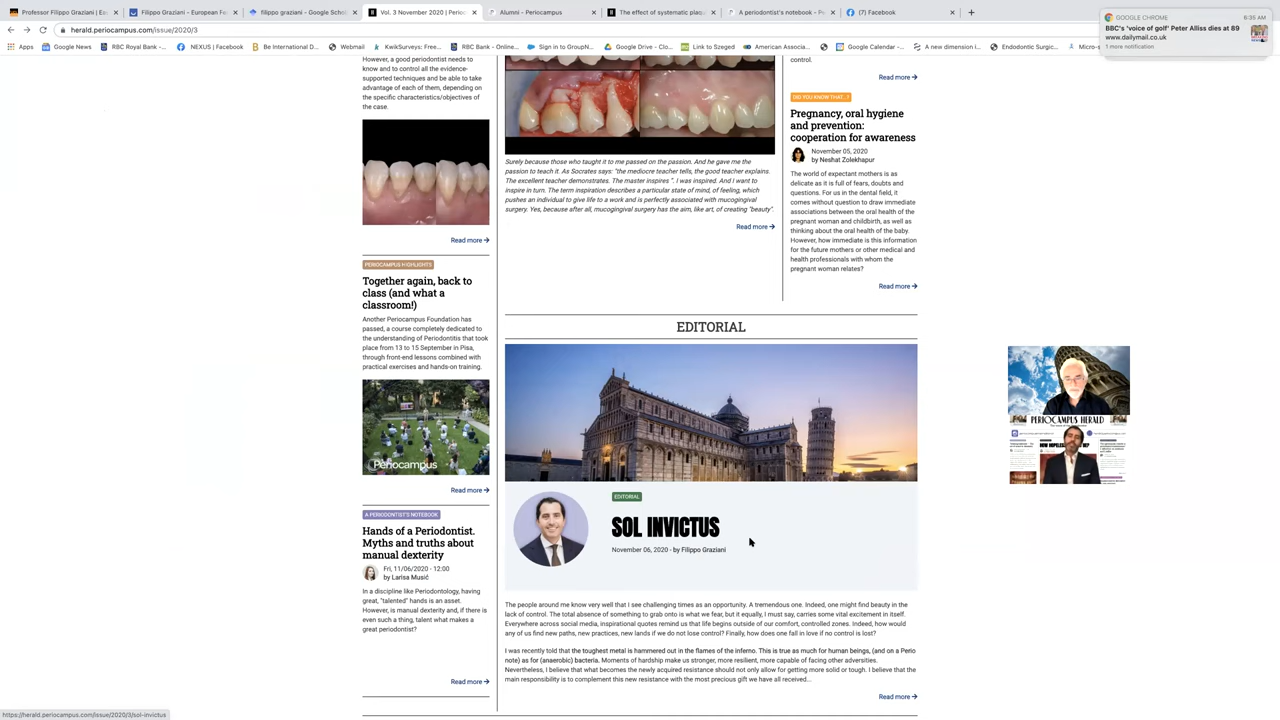 Professor Filippo Graziani | Ex
Filippo Graziani - European Fe
filippo graziani - Google Schol
Vol. 3 November 2020 | Perioc
Alumni - Periocampus
The effect of systemic plaq
A periodontist's notebook - Pe
(7) Facebook
herald.periocampus.com/issue/2020/3
Apps
Google News
RBC Royal Bank -...
NEXUS | Facebook
Be International D...
Webmail
KwikSurveys: Free...
RBC Bank - Online...
Sign in to GroupN...
Google Drive - Clo...
Link to Szeged
American Associa...
Google Calendar -...
A new dimension i...
Endodontic Surgic...
Micro-s
GOOGLE CHROME
6:35 AM
BBC's 'voice of golf' Peter Alliss dies at 89
www.dailymail.co.uk
1 more notification
However, a good periodontist needs to
know and to control all the evidence-
supported techniques and be able to take
advantage of each of them, depending on
the specific characteristics/objectives of
the case.
Read more →
PERIOCAMPUS HIGHLIGHTS
Together again, back to
class (and what a
classroom!)
Another Periocampus Foundation has
passed, a course completely dedicated to
the understanding of Periodontitis that took
place from 13 to 15 September in Pisa,
through front-end lessons combined with
practical exercises and hands-on training.
Periocampus
Read more →
A PERIODONTIST'S NOTEBOOK
Hands of a Periodontist.
Myths and truths about
manual dexterity
Fri, 11/06/2020 - 12:00
by Larisa Musić
In a discipline like Periodontology, having
great, "talented" hands is an asset.
However, is manual dexterity and, if there is
even such a thing, talent what makes a
great periodontist?
Read more →
Surely because those who taught it to me passed on the passion. And he gave me the
passion to teach it. As Socrates says: "the mediocre teacher tells, the good teacher explains.
The excellent teacher demonstrates. The master inspires ". I was inspired. And I want to
inspire in turn. The term inspiration describes a particular state of mind, of feeling, which
pushes an individual to give life to a work and is perfectly associated with mucogingival
surgery. Yes, because after all, mucogingival surgery has the aim, like art, of creating "beauty".
Read more →
control.
Read more →
DID YOU KNOW THAT...?
Pregnancy, oral hygiene
and prevention:
cooperation for awareness
November 05, 2020
by Neshat Zolekhapur
The world of expectant mothers is as
delicate as it is full of fears, doubts and
questions. For us in the dental field, it
comes without question to draw immediate
associations between the oral health of the
pregnant woman and childbirth, as well as
thinking about the oral health of the baby.
However, how immediate is this information
for the future mothers or other medical and
health professionals with whom the
pregnant woman relates?
Read more →
EDITORIAL
EDITORIAL
SOL INVICTUS
November 06, 2020 - by Filippo Graziani
The people around me know very well that I see challenging times as an opportunity. A tremendous one. Indeed, one might find beauty in the
lack of control. The total absence of something to grab onto is what we fear, but it equally, I must say, carries some vital excitement in itself.
Everywhere across social media, inspirational quotes remind us that life begins outside of our comfort, controlled zones. Indeed, how would
any of us find new paths, new practices, new lands if we do not lose control? Finally, how does one fall in love if no control is lost?
I was recently told that the toughest metal is hammered out in the flames of the inferno. This is true as much for human beings, (and on a Perio
note) as for (anaerobic) bacteria. Moments of hardship make us stronger, more resilient, more capable of facing other adversities.
Nevertheless, I believe that what becomes the newly acquired resistance should not only allow for getting more solid or tough. I believe that the
main responsibility is to complement this new resistance with the most precious gift we have all received...
Read more →
PERIOCAMPUS HERALD
https://herald.periocampus.com/issue/2020/3/sol-invictus